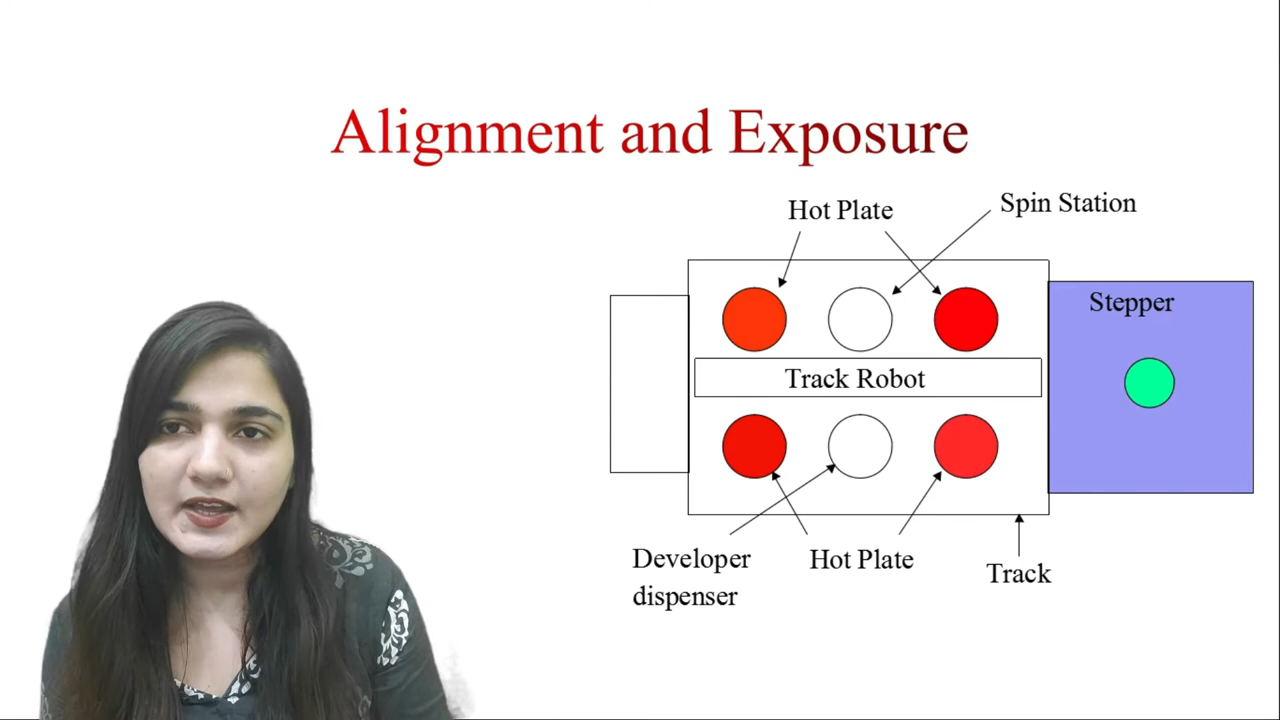 Alignment and Exposure
Hot Plate
Spin Station
Stepper
Track Robot
Developer
dispenser
Hot Plate
Track